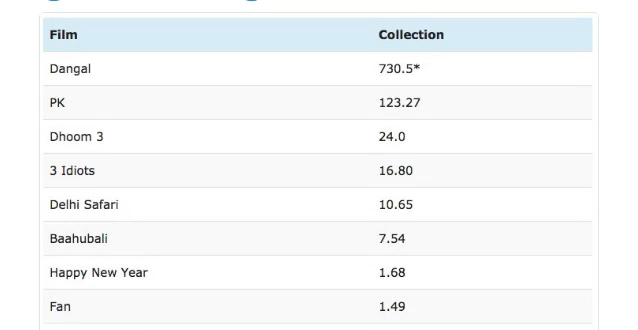 Film Collection
Dangal 730.5*
PK 123.27
Dhoom 3 24.0
3 Idiots 16.80
Delhi Safari 10.65
Baahubali 7.54
Happy New Year 1.68
Fan 1.49